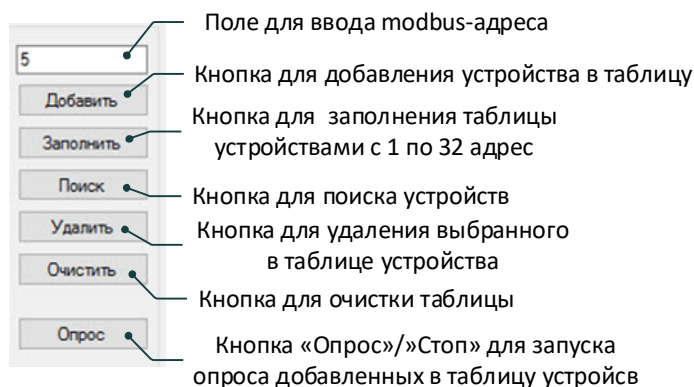 Поле для ввода modbus-адреса
5
Кнопка для добавления устройства в таблицу
Добавить
Кнопка для заполнения таблицы
устройствами с 1 по 32 адрес
Заполнить
Поиск
Кнопка для поиска устройств
Удалить
Кнопка для удаления выбранного
в таблице устройства
Очистить
Кнопка для очистки таблицы
Опрос
Кнопка «Опрос»/»Стоп» для запуска
опроса добавленных в таблицу устройсв